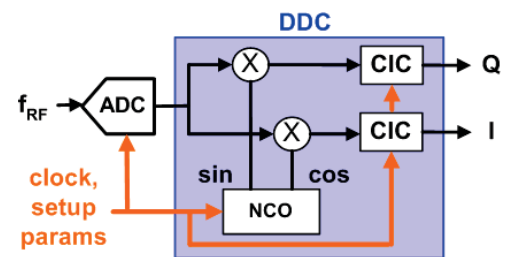 DDC
X
CIC
Q
f_RF
ADC
X
CIC
I
sin
cos
clock,
setup
params
NCO